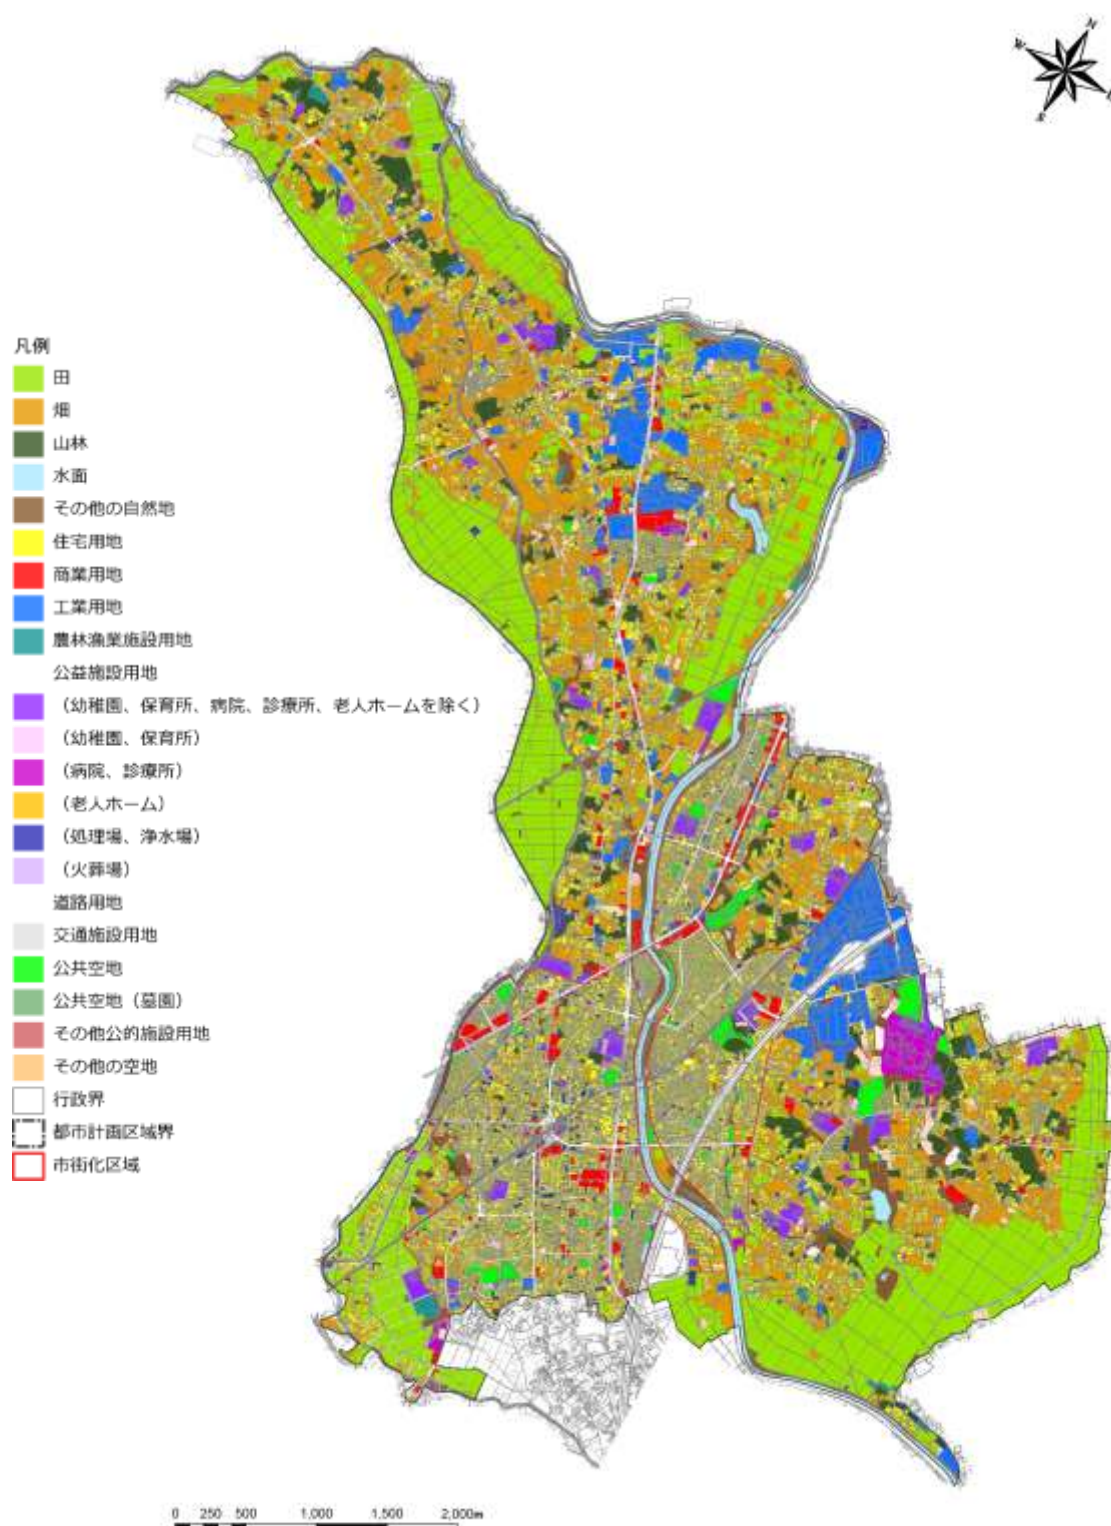 N
W
S
凡例
田
畑
山林
水面
その他の自然地
住宅用地
商業用地
工業用地
農林漁業施設用地
公益施設用地
（幼稚園、保育所、病院、診療所、老人ホームを除く）
（幼稚園、保育所）
（病院、診療所）
（老人ホーム）
（処理場、浄水場）
（火葬場）
道路用地
交通施設用地
公共空地
公共空地（墓園）
その他公的施設用地
その他の空地
行政界
都市計画区域界
市街化区域
0 250 500 1,000 1,500 2,000m